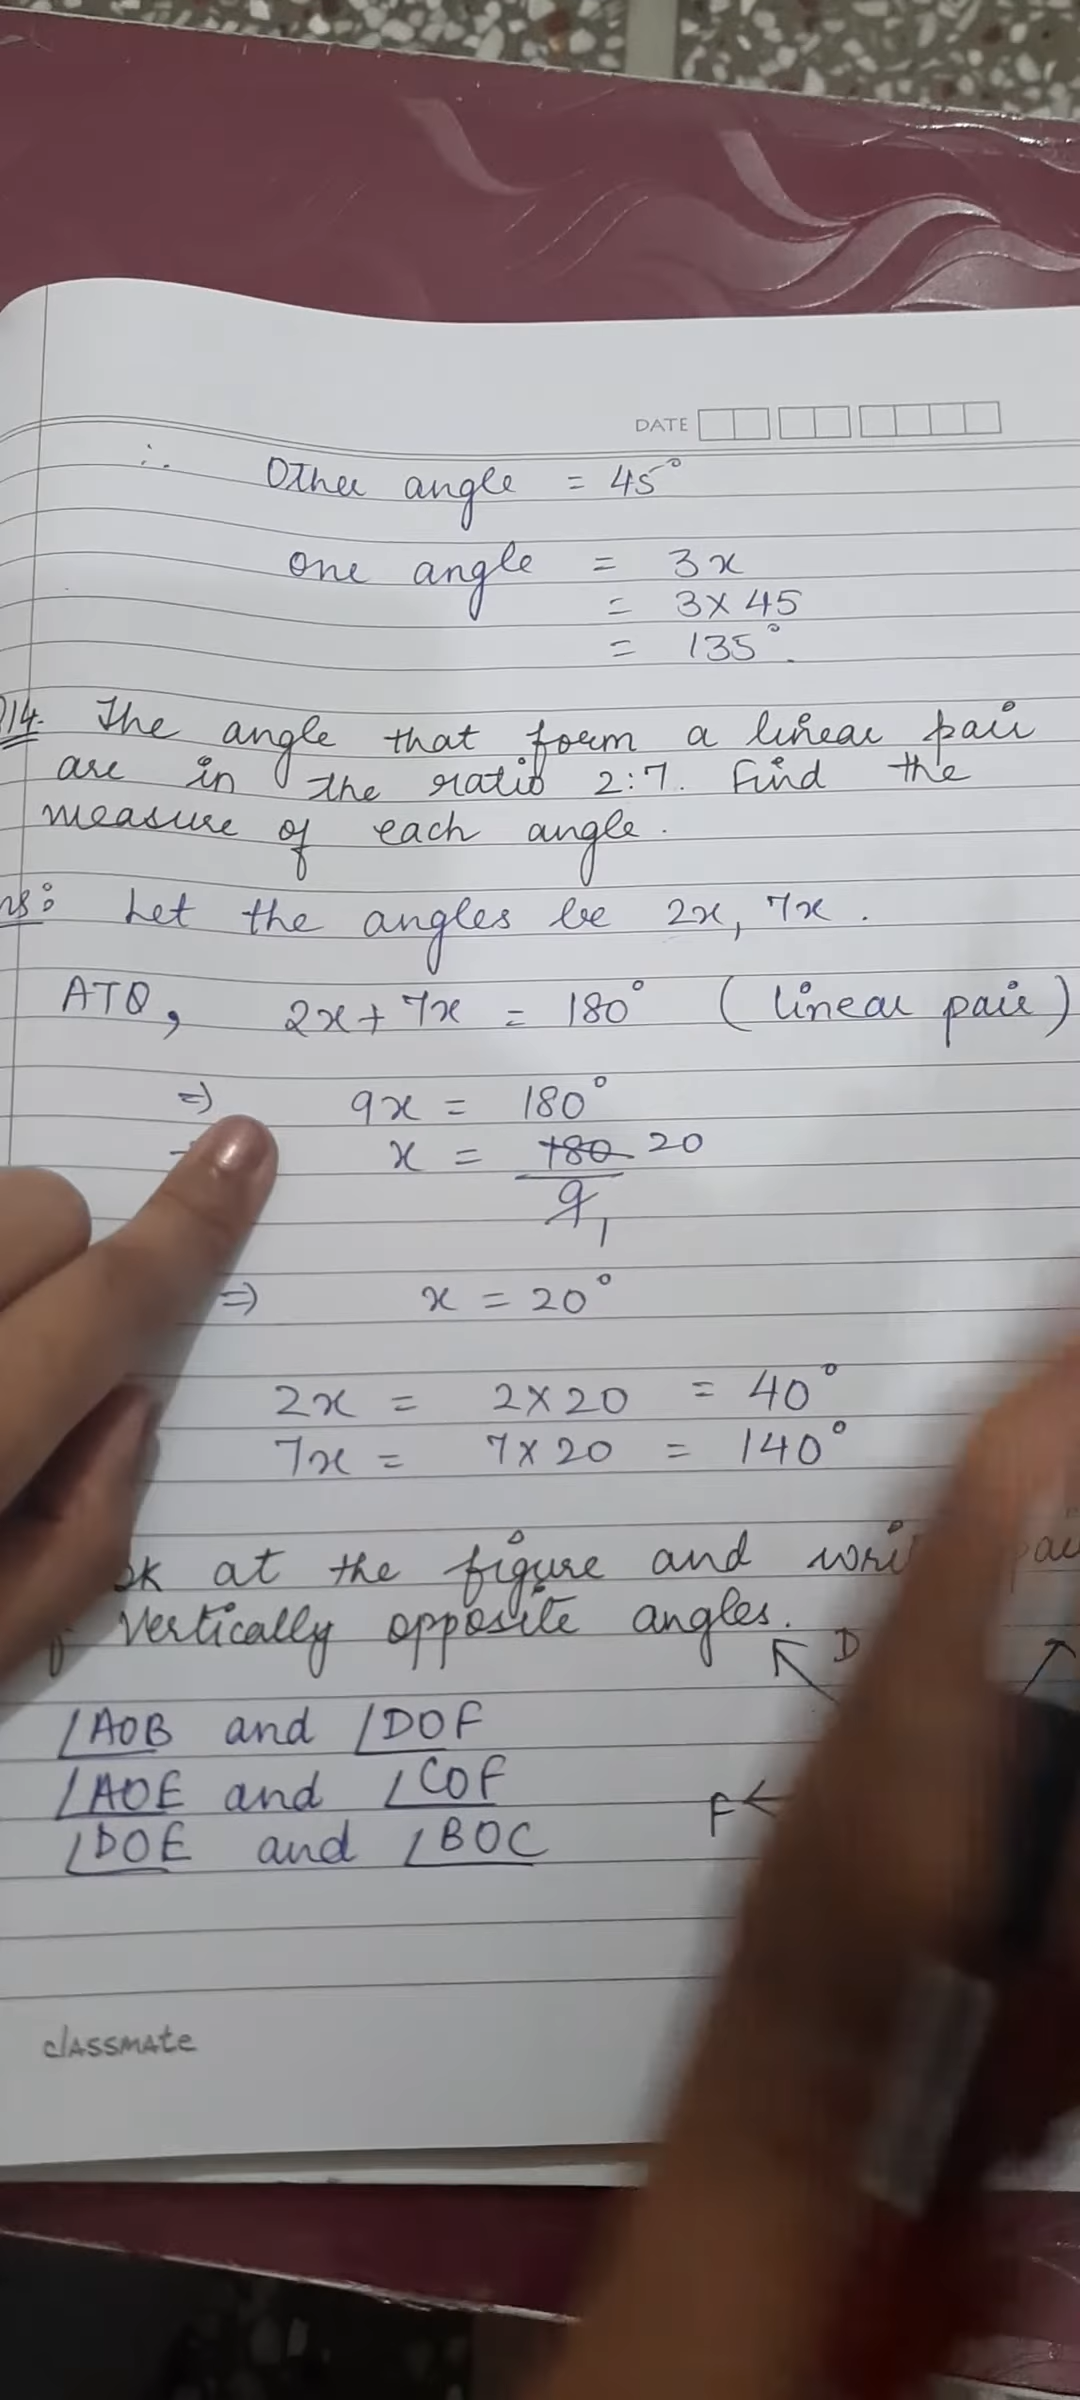 DATE
∴ Other angle = 45°
One angle = 3x
= 3×45
= 135°.
14. The angle that form a linear pair
are in the ratio 2:7. Find the
measure of each angle.
ns: Let the angles be 2x, 7x.
ATQ, 2x+7x = 180° (linear pair)
⇒ 9x = 180°
x = 180 20
9 1
⇒ x = 20°
2x = 2×20 = 40°
7x = 7×20 = 140°
at the figure and
vertically opposite angles.
D
∠AOB and ∠DOF
∠AOE and ∠COF
F
∠DOE and ∠BOC
classmate